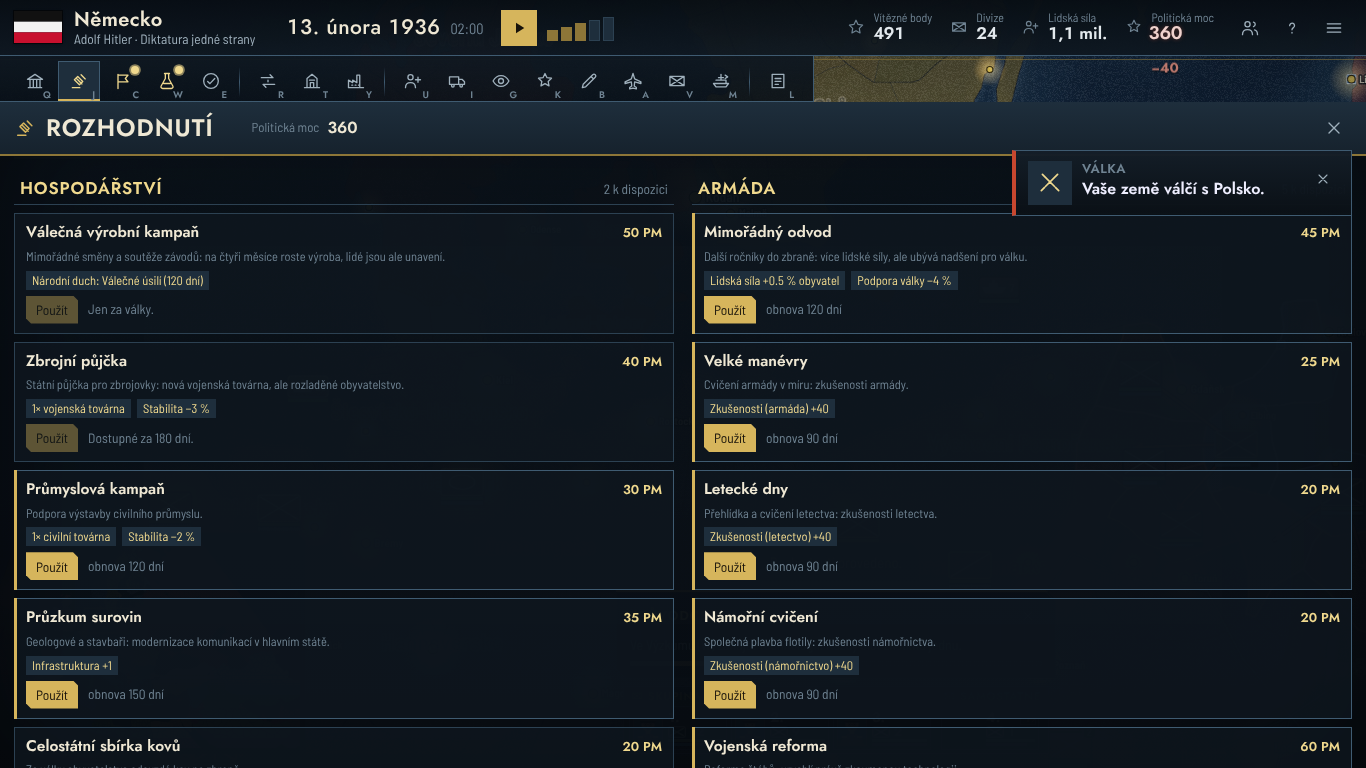 Německo
Adolf Hitler · Diktatura jedné strany
13. února 1936 02:00
Vítězné body
491
Divize
24
Lidská síla
1,1 mil.
Politická moc
360
?
Q
I
C
W
E
R
T
Y
U
I
G
K
B
A
V
M
L
−40
ROZHODNUTÍ
Politická moc 360
VÁLKA
Vaše země válčí s Polsko.
HOSPODÁŘSTVÍ
2 k dispozici
Válečná výrobní kampaň
50 PM
Mimořádné směny a soutěže závodů: na čtyři měsíce roste výroba, lidé jsou ale unavení.
Národní duch: Válečné úsilí (120 dní)
Použít
Jen za války.
Zbrojní půjčka
40 PM
Státní půjčka pro zbrojovky: nová vojenská továrna, ale rozladěné obyvatelstvo.
1× vojenská továrna
Stabilita −3 %
Použít
Dostupné za 180 dní.
Průmyslová kampaň
30 PM
Podpora výstavby civilního průmyslu.
1× civilní továrna
Stabilita −2 %
Použít
obnova 120 dní
Průzkum surovin
35 PM
Geologové a stavbaři: modernizace komunikací v hlavním státě.
Infrastruktura +1
Použít
obnova 150 dní
Celostátní sbírka kovů
20 PM
ARMÁDA
Mimořádný odvod
45 PM
Další ročníky do zbraně: více lidské síly, ale ubývá nadšení pro válku.
Lidská síla +0.5 % obyvatel
Podpora války −4 %
Použít
obnova 120 dní
Velké manévry
25 PM
Cvičení armády v míru: zkušenosti armády.
Zkušenosti (armáda) +40
Použít
obnova 90 dní
Letecké dny
20 PM
Přehlídka a cvičení letectva: zkušenosti letectva.
Zkušenosti (letectvo) +40
Použít
obnova 90 dní
Námořní cvičení
20 PM
Společná plavba flotily: zkušenosti námořnictva.
Zkušenosti (námořnictvo) +40
Použít
obnova 90 dní
Vojenská reforma
60 PM